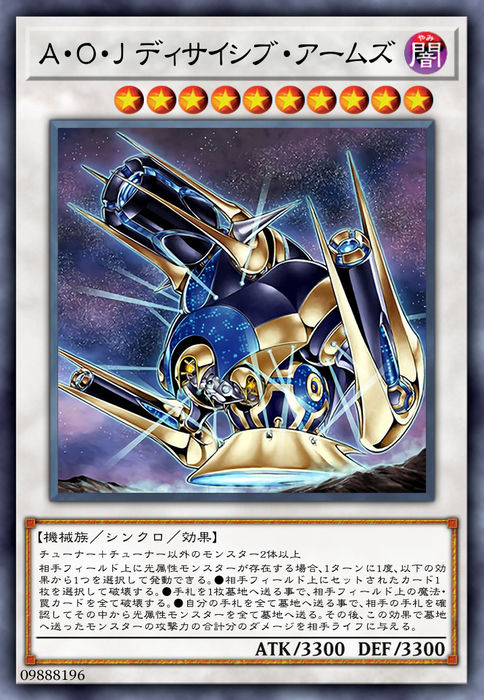 A・O・J ディサイシブ・アームズ
やみ
闇
【機械族／シンクロ／効果】
チューナー＋チューナー以外のモンスター2体以上
相手フィールド上に光属性モンスターが存在する場合、1ターンに1度、以下の効
果から1つを選択して発動できる。●相手フィールド上にセットされたカード1
枚を選択して破壊する。●手札を1枚墓地へ送る事で、相手フィールド上の魔法・
罠カードを全て破壊する。●自分の手札を全て墓地へ送る事で、相手の手札を確
認してその中から光属性モンスターを全て墓地へ送る。その後、この効果で墓地
へ送ったモンスターの攻撃力の合計分のダメージを相手ライフに与える。
ATK/3300 DEF/3300
09888196